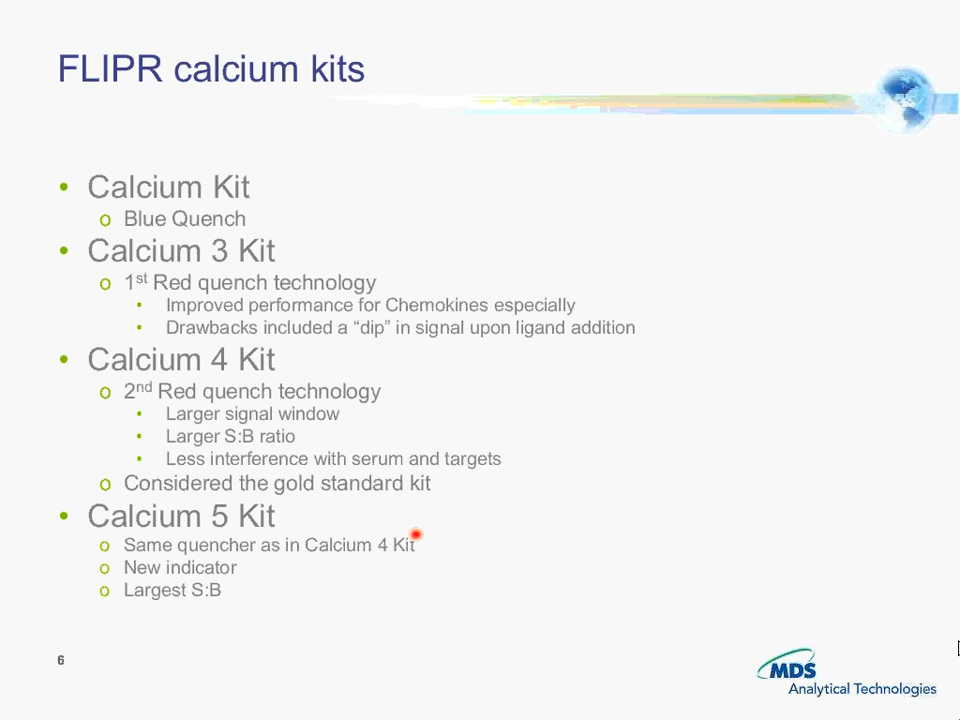 FLIPR calcium kits
• Calcium Kit
o Blue Quench
• Calcium 3 Kit
o 1st Red quench technology
• Improved performance for Chemokines especially
• Drawbacks included a “dip” in signal upon ligand addition
• Calcium 4 Kit
o 2nd Red quench technology
• Larger signal window
• Larger S:B ratio
• Less interference with serum and targets
o Considered the gold standard kit
• Calcium 5 Kit
o Same quencher as in Calcium 4 Kit
o New indicator
o Largest S:B
6
MDS
Analytical Technologies